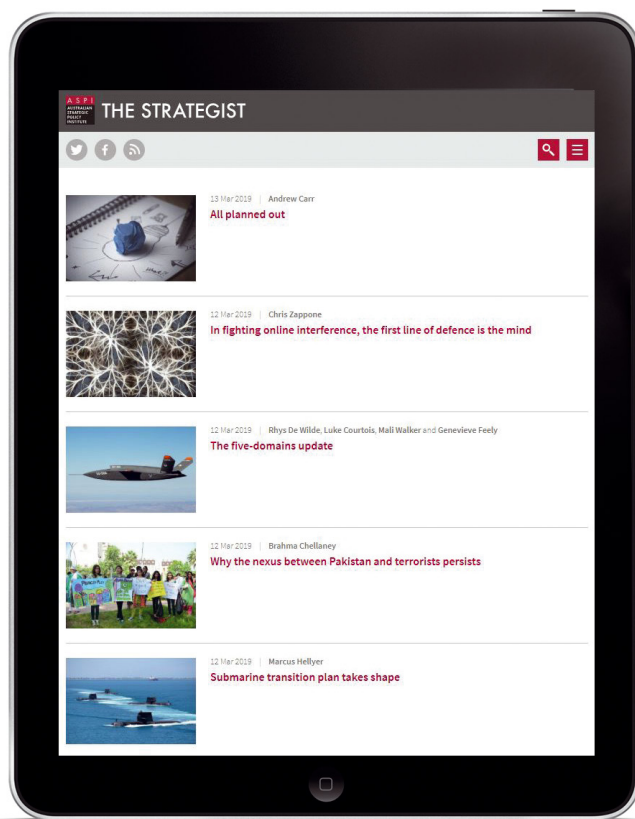 ASPI
AUSTRALIAN
STRATEGIC
POLICY
INSTITUTE
THE STRATEGIST
13 Mar 2019 | Andrew Carr
All planned out
12 Mar 2019 | Chris Zappone
In fighting online interference, the first line of defence is the mind
12 Mar 2019 | Rhys De Wilde, Luke Courtois, Mali Walker and Genevieve Feely
The five-domains update
12 Mar 2019 | Brahma Chellaney
Why the nexus between Pakistan and terrorists persists
12 Mar 2019 | Marcus Hellyer
Submarine transition plan takes shape